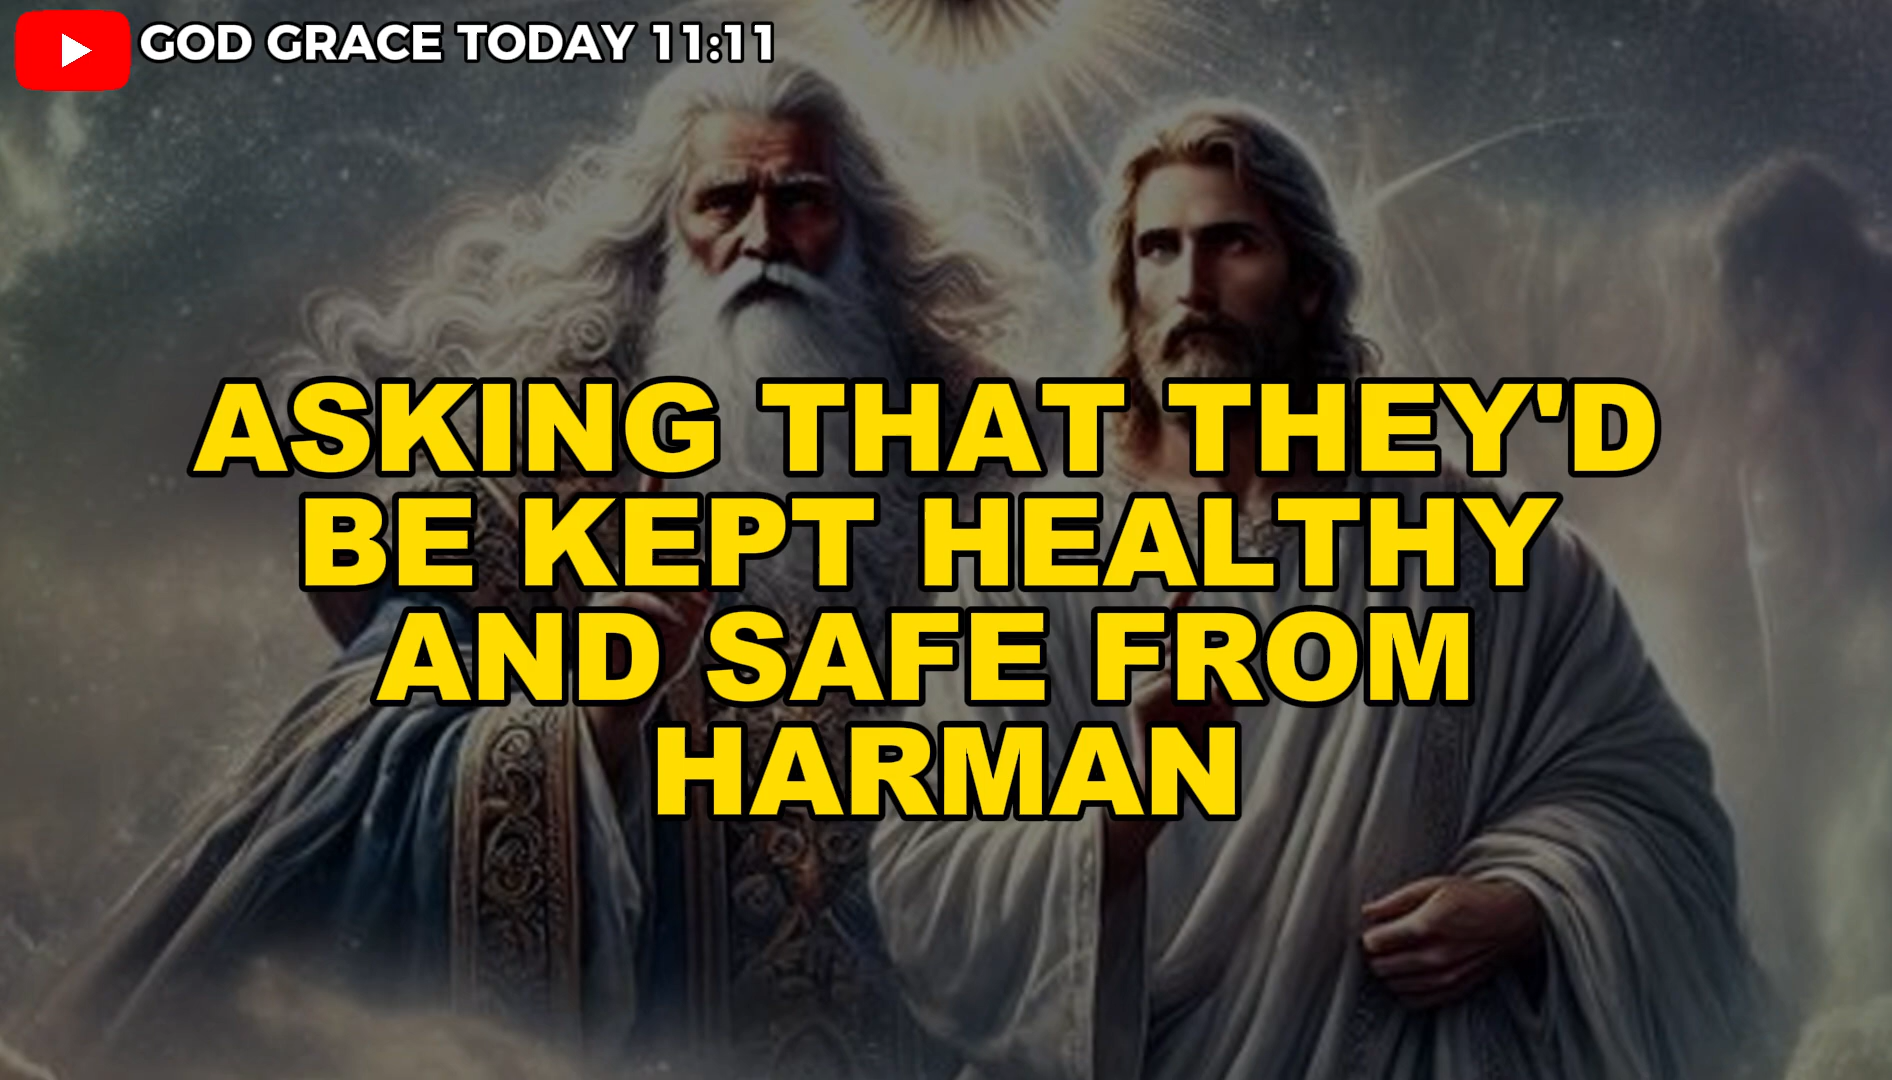 GOD GRACE TODAY 11:11
ASKING THAT THEY'D
BE KEPT HEALTHY
AND SAFE FROM
HARMAN